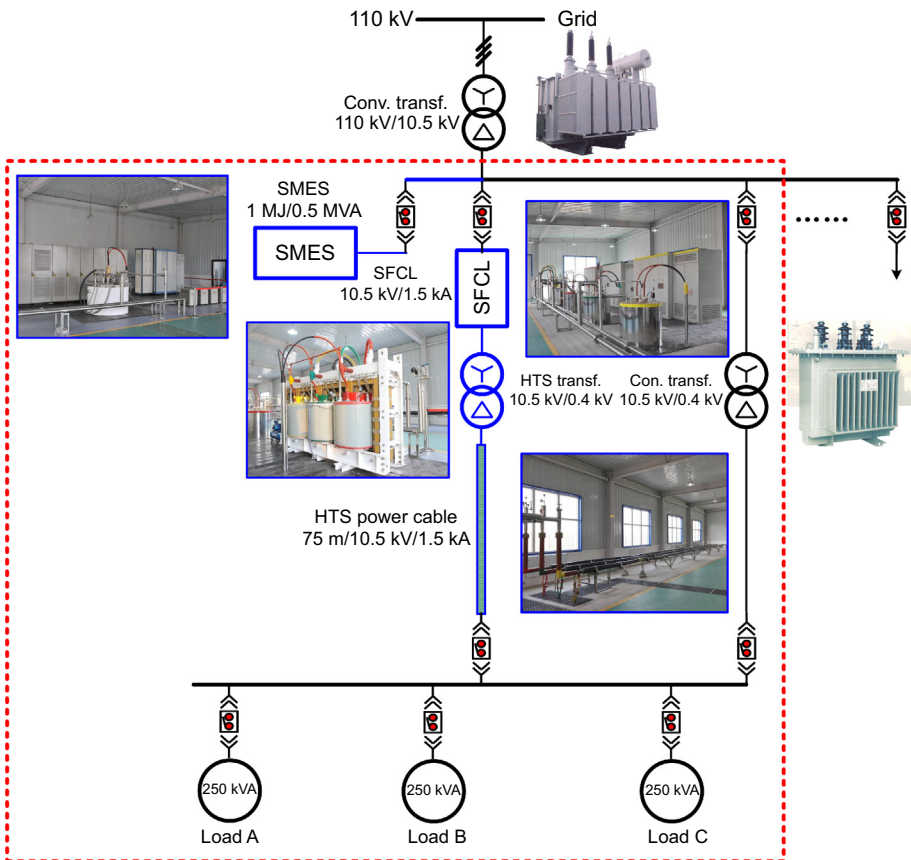 110 kV Grid
Conv. transf.
110 kV/10.5 kV
SMES
1 MJ/0.5 MVA
SMES
SFCL
10.5 kV/1.5 kA
SFCL
......
HTS transf.
10.5 kV/0.4 kV
Con. transf.
10.5 kV/0.4 kV
HTS power cable
75 m/10.5 kV/1.5 kA
250 kVA
250 kVA
250 kVA
Load A
Load B
Load C